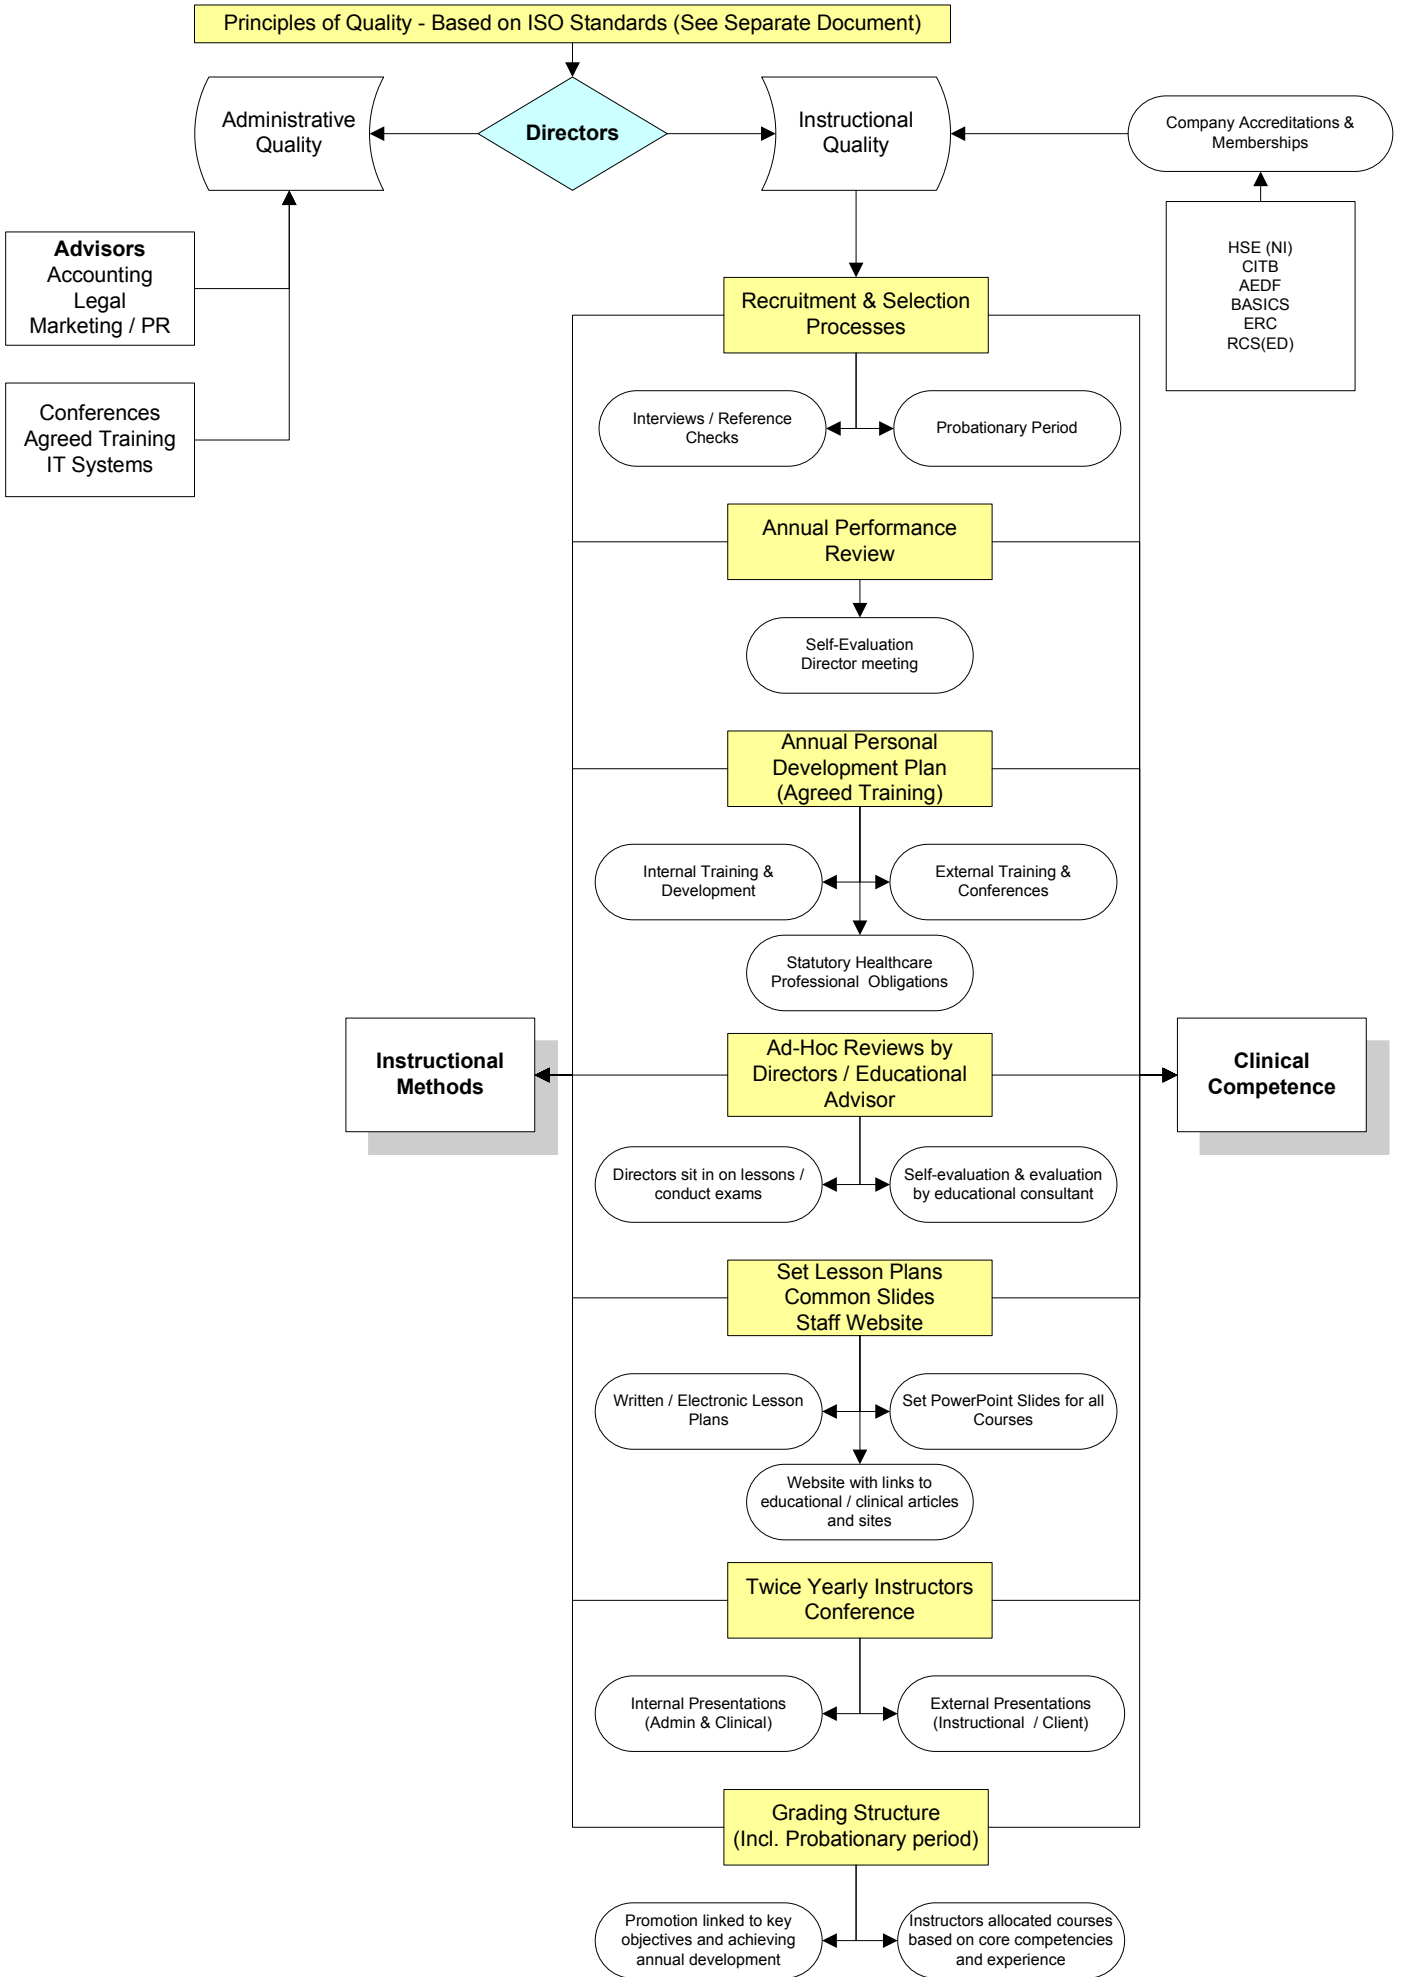 Principles of Quality - Based on ISO Standards (See Separate Document)
Administrative
Quality
Directors
Instructional
Quality
Company Accreditations &
Memberships
Advisors
Accounting
Legal
Marketing / PR
HSE (NI)
CITB
AEDF
BASICS
ERC
RCS(ED)
Conferences
Agreed Training
IT Systems
Recruitment & Selection
Processes
Interviews / Reference
Checks
Probationary Period
Annual Performance
Review
Self-Evaluation
Director meeting
Annual Personal
Development Plan
(Agreed Training)
Internal Training &
Development
External Training &
Conferences
Statutory Healthcare
Professional Obligations
Instructional
Methods
Ad-Hoc Reviews by
Directors / Educational
Advisor
Clinical
Competence
Directors sit in on lessons /
conduct exams
Self-evaluation & evaluation
by educational consultant
Set Lesson Plans
Common Slides
Staff Website
Written / Electronic Lesson
Plans
Set PowerPoint Slides for all
Courses
Website with links to
educational / clinical articles
and sites
Twice Yearly Instructors
Conference
Internal Presentations
(Admin & Clinical)
External Presentations
(Instructional / Client)
Grading Structure
(Incl. Probationary period)
Promotion linked to key
objectives and achieving
annual development
Instructors allocated courses
based on core competencies
and experience